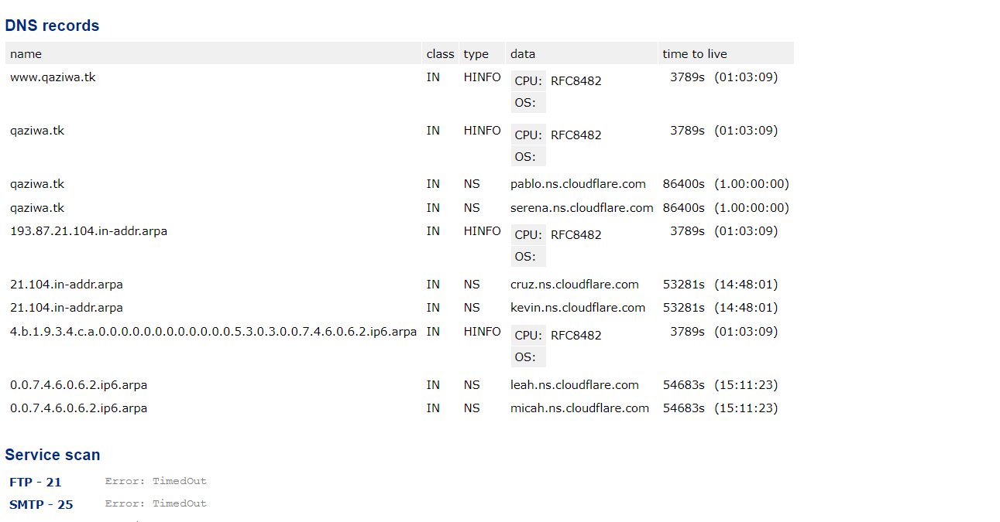 DNS records
name class type data time to live
www.qaziwa.tk IN HINFO CPU: RFC8482 3789s (01:03:09)
OS:
qaziwa.tk IN HINFO CPU: RFC8482 3789s (01:03:09)
OS:
qaziwa.tk IN NS pablo.ns.cloudflare.com 86400s (1.00:00:00)
qaziwa.tk IN NS serena.ns.cloudflare.com 86400s (1.00:00:00)
193.87.21.104.in-addr.arpa IN HINFO CPU: RFC8482 3789s (01:03:09)
OS:
21.104.in-addr.arpa IN NS cruz.ns.cloudflare.com 53281s (14:48:01)
21.104.in-addr.arpa IN NS kevin.ns.cloudflare.com 53281s (14:48:01)
4.b.1.9.3.4.c.a.0.0.0.0.0.0.0.0.0.0.0.0.5.3.0.3.0.0.7.4.6.0.6.2.ip6.arpa IN HINFO CPU: RFC8482 3789s (01:03:09)
OS:
0.0.7.4.6.0.6.2.ip6.arpa IN NS leah.ns.cloudflare.com 54683s (15:11:23)
0.0.7.4.6.0.6.2.ip6.arpa IN NS micah.ns.cloudflare.com 54683s (15:11:23)
Service scan
FTP - 21 Error: TimedOut
SMTP - 25 Error: TimedOut